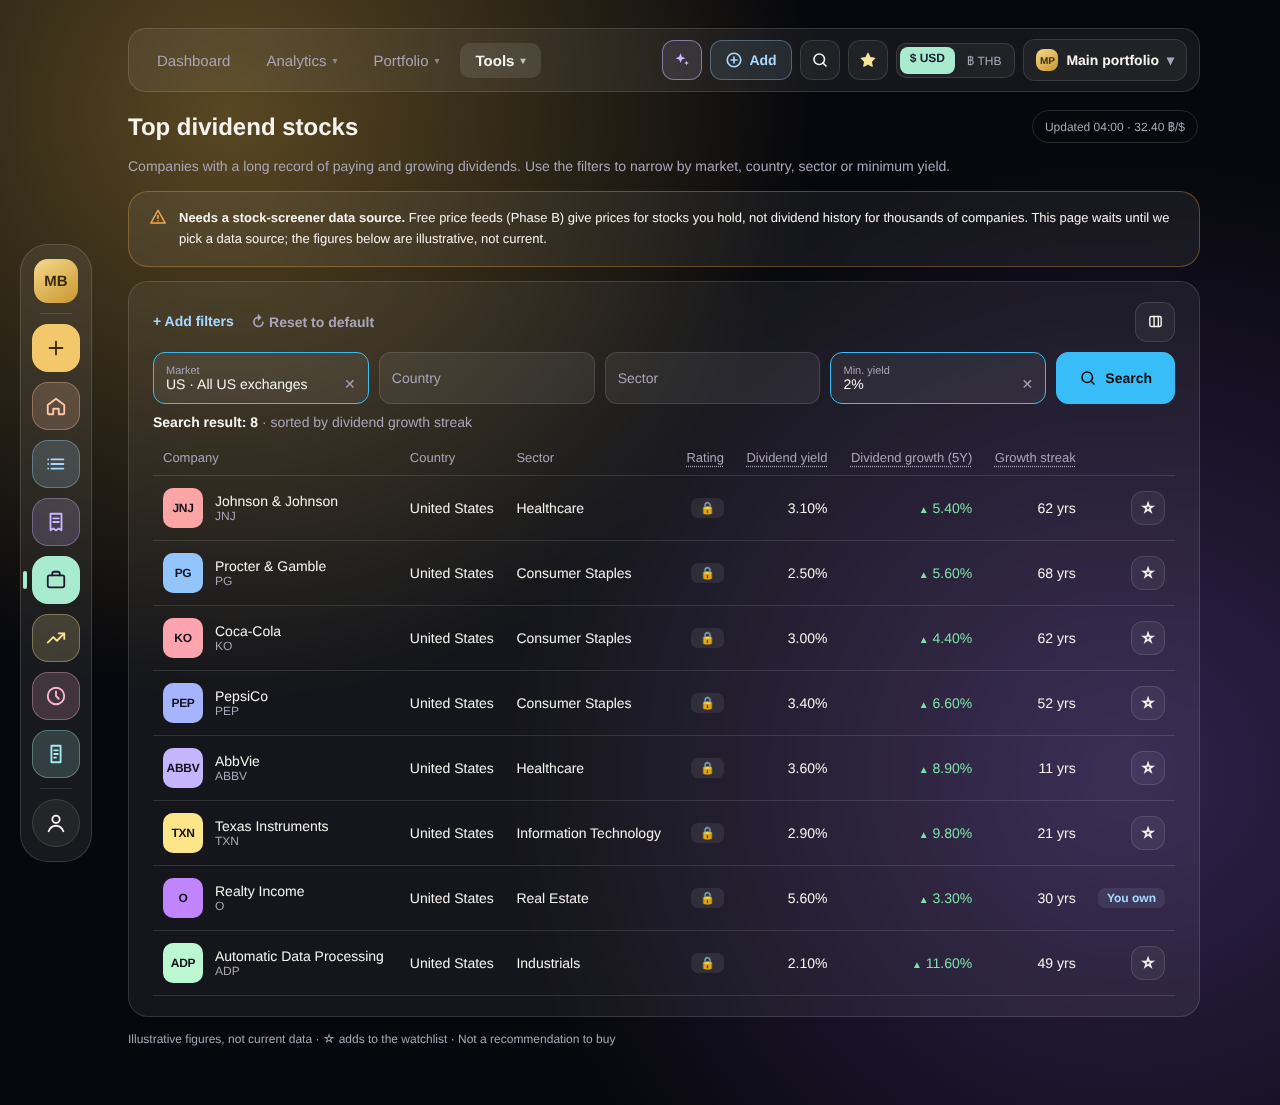 Dashboard Analytics ▾ Portfolio ▾ Tools ▾ Add $ USD ฿ THB MP Main portfolio ▾
Top dividend stocks
Updated 04:00 · 32.40 ฿/$
Companies with a long record of paying and growing dividends. Use the filters to narrow by market, country, sector or minimum yield.
Needs a stock-screener data source. Free price feeds (Phase B) give prices for stocks you hold, not dividend history for thousands of companies. This page waits until we
pick a data source; the figures below are illustrative, not current.
MB
+ Add filters Reset to default
Market
US · All US exchanges ✕
Country
Sector
Min. yield
2% ✕
Search
Search result: 8 · sorted by dividend growth streak
Company Country Sector Rating Dividend yield Dividend growth (5Y) Growth streak
JNJ Johnson & Johnson United States Healthcare 🔒 3.10% ▲ 5.40% 62 yrs ☆
JNJ
PG Procter & Gamble United States Consumer Staples 🔒 2.50% ▲ 5.60% 68 yrs ☆
PG
KO Coca-Cola United States Consumer Staples 🔒 3.00% ▲ 4.40% 62 yrs ☆
KO
PEP PepsiCo United States Consumer Staples 🔒 3.40% ▲ 6.60% 52 yrs ☆
PEP
ABBV AbbVie United States Healthcare 🔒 3.60% ▲ 8.90% 11 yrs ☆
ABBV
TXN Texas Instruments United States Information Technology 🔒 2.90% ▲ 9.80% 21 yrs ☆
TXN
O Realty Income United States Real Estate 🔒 5.60% ▲ 3.30% 30 yrs You own
O
ADP Automatic Data Processing United States Industrials 🔒 2.10% ▲ 11.60% 49 yrs ☆
ADP
Illustrative figures, not current data · ☆ adds to the watchlist · Not a recommendation to buy